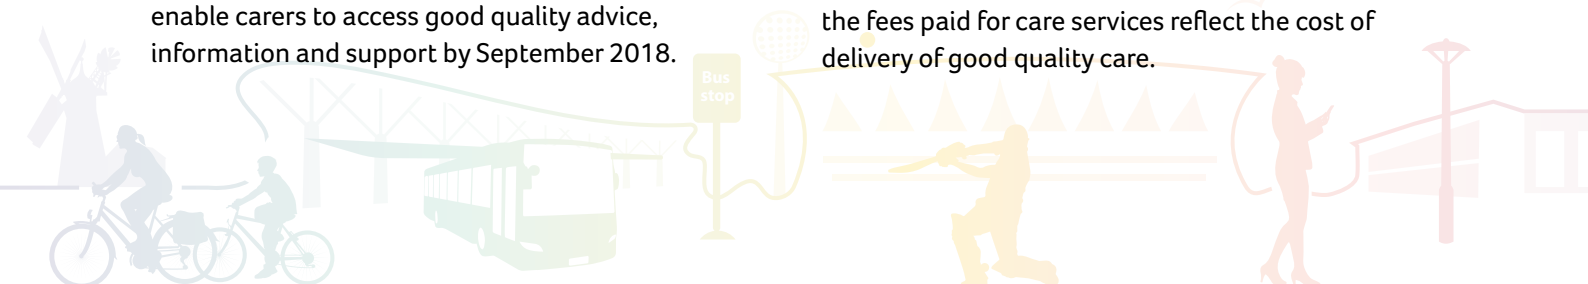 enable carers to access good quality advice,
information and support by September 2018.
the fees paid for care services reflect the cost of
delivery of good quality care.
Bus
stop